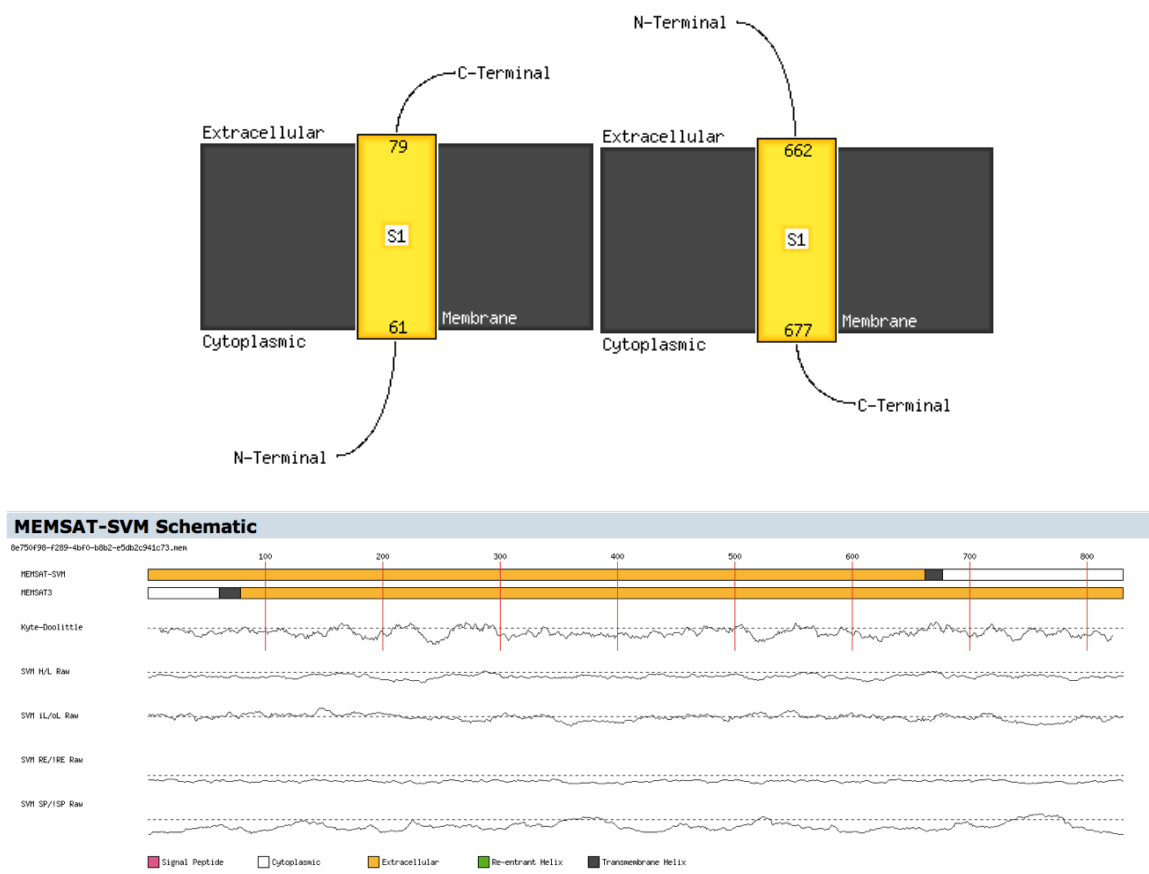 N-Terminal
C-Terminal
Extracellular
79
S1
61
Membrane
Cytoplasmic
N-Terminal
Extracellular
662
S1
677
Membrane
Cytoplasmic
C-Terminal
MEMSAT-SVM Schematic
8e750f98-f289-4bf0-b8b2-e5db2c941c73.mem
100 200 300 400 500 600 700 800
MEMSAT-SVM
MEMSAT3
Kyte-Doolittle
SVM H/L Raw
SVM iL/oL Raw
SVM RE/!RE Raw
SVM SP/!SP Raw
Signal Peptide Cytoplasmic Extracellular Re-entrant Helix Transmembrane Helix